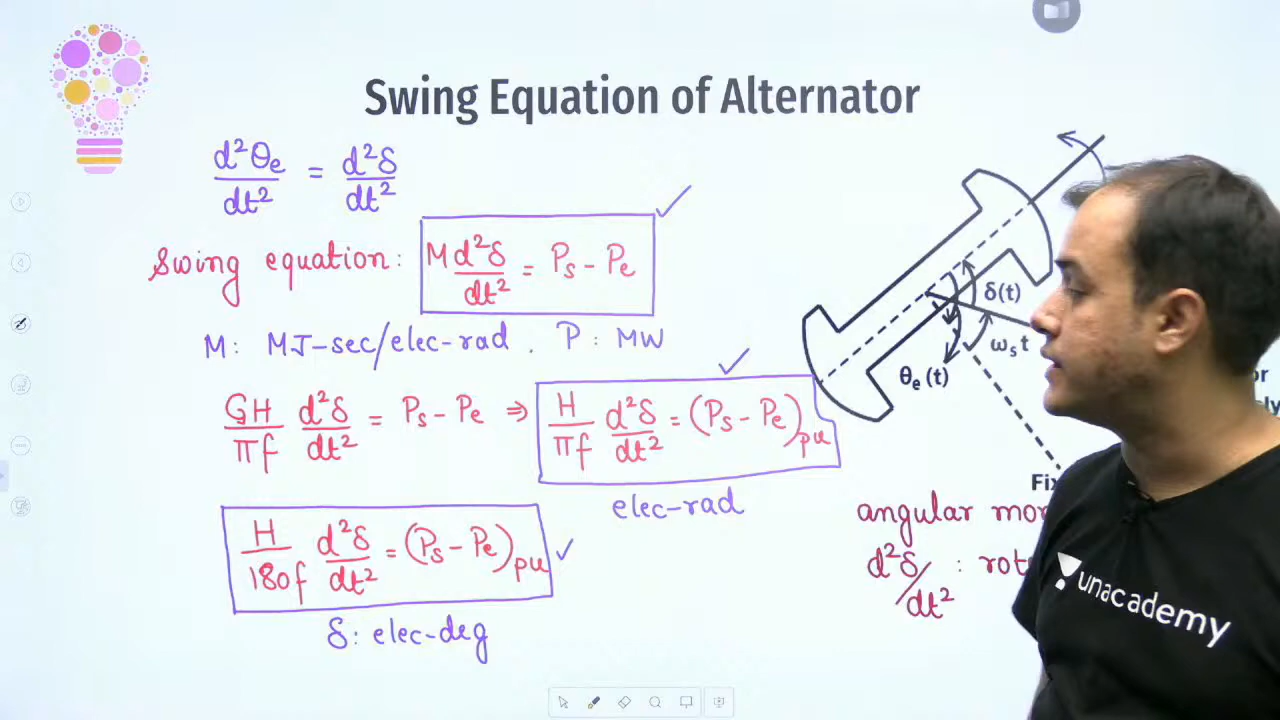 Swing Equation of Alternator
d²θe/dt² = d²δ/dt²
Swing equation: M d²δ/dt² = Ps - Pe
M: MJ-sec/elec-rad. P: MW
GH/πf d²δ/dt² = Ps - Pe ⇒ H/πf d²δ/dt² = (Ps - Pe)pu
elec-rad
H/180f d²δ/dt² = (Ps - Pe)pu
δ: elec-deg
δ(t)
ωst
θe(t)
angular
d²δ/dt² :
unacademy